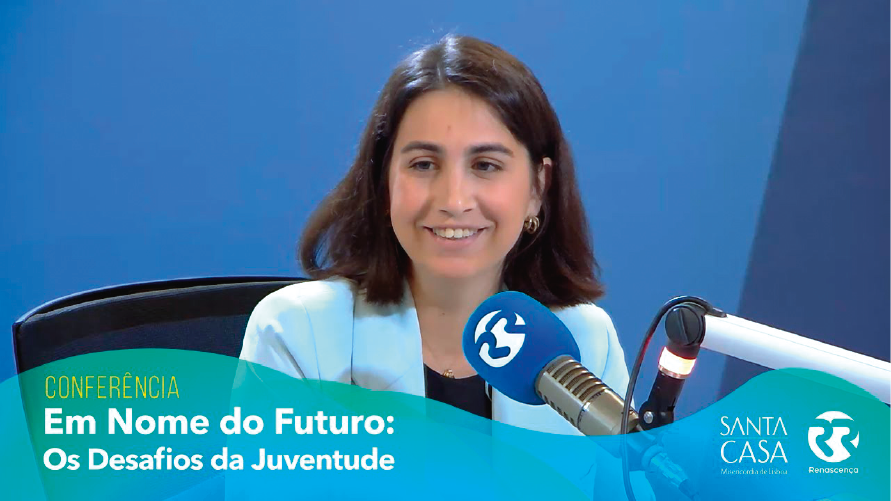 CONFERÊNCIA
Em Nome do Futuro:
Os Desafios da Juventude
SANTA
CASA
Misericórdia de Lisboa
Renascença